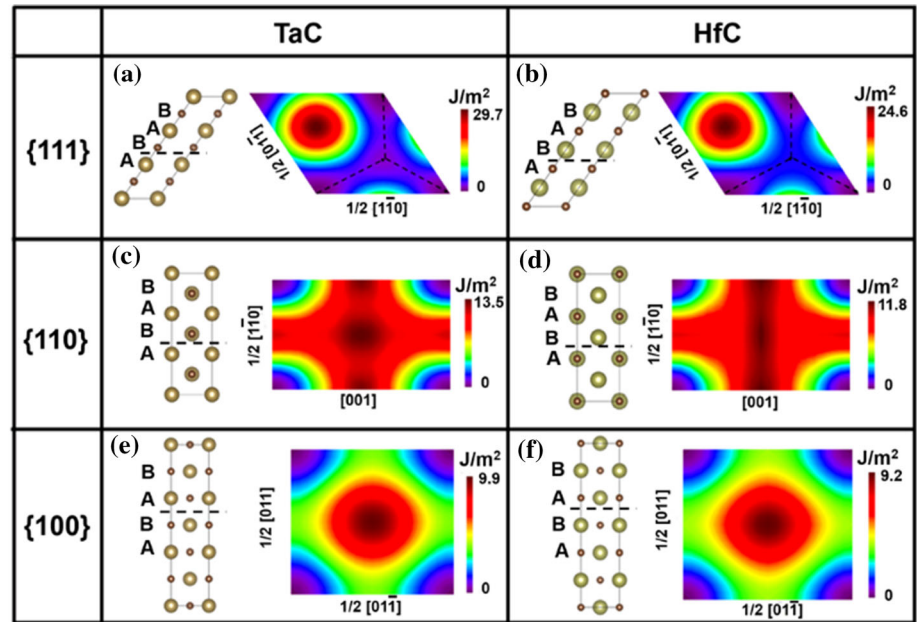 TaC
HfC
{111}
(a)
B
A
B
A
1/2 [01̄1̄]
1/2 [11̄0]
J/m²
29.7
0
(b)
B
A
B
A
1/2 [01̄1̄]
1/2 [11̄0]
J/m²
24.6
0
{110}
(c)
B
A
B
A
1/2 [11̄0]
[001]
J/m²
13.5
0
(d)
B
A
B
A
1/2 [11̄0]
[001]
J/m²
11.8
0
{100}
(e)
B
A
B
A
1/2 [011]
1/2 [011̄]
J/m²
9.9
0
(f)
B
A
B
A
1/2 [011]
1/2 [011̄]
J/m²
9.2
0